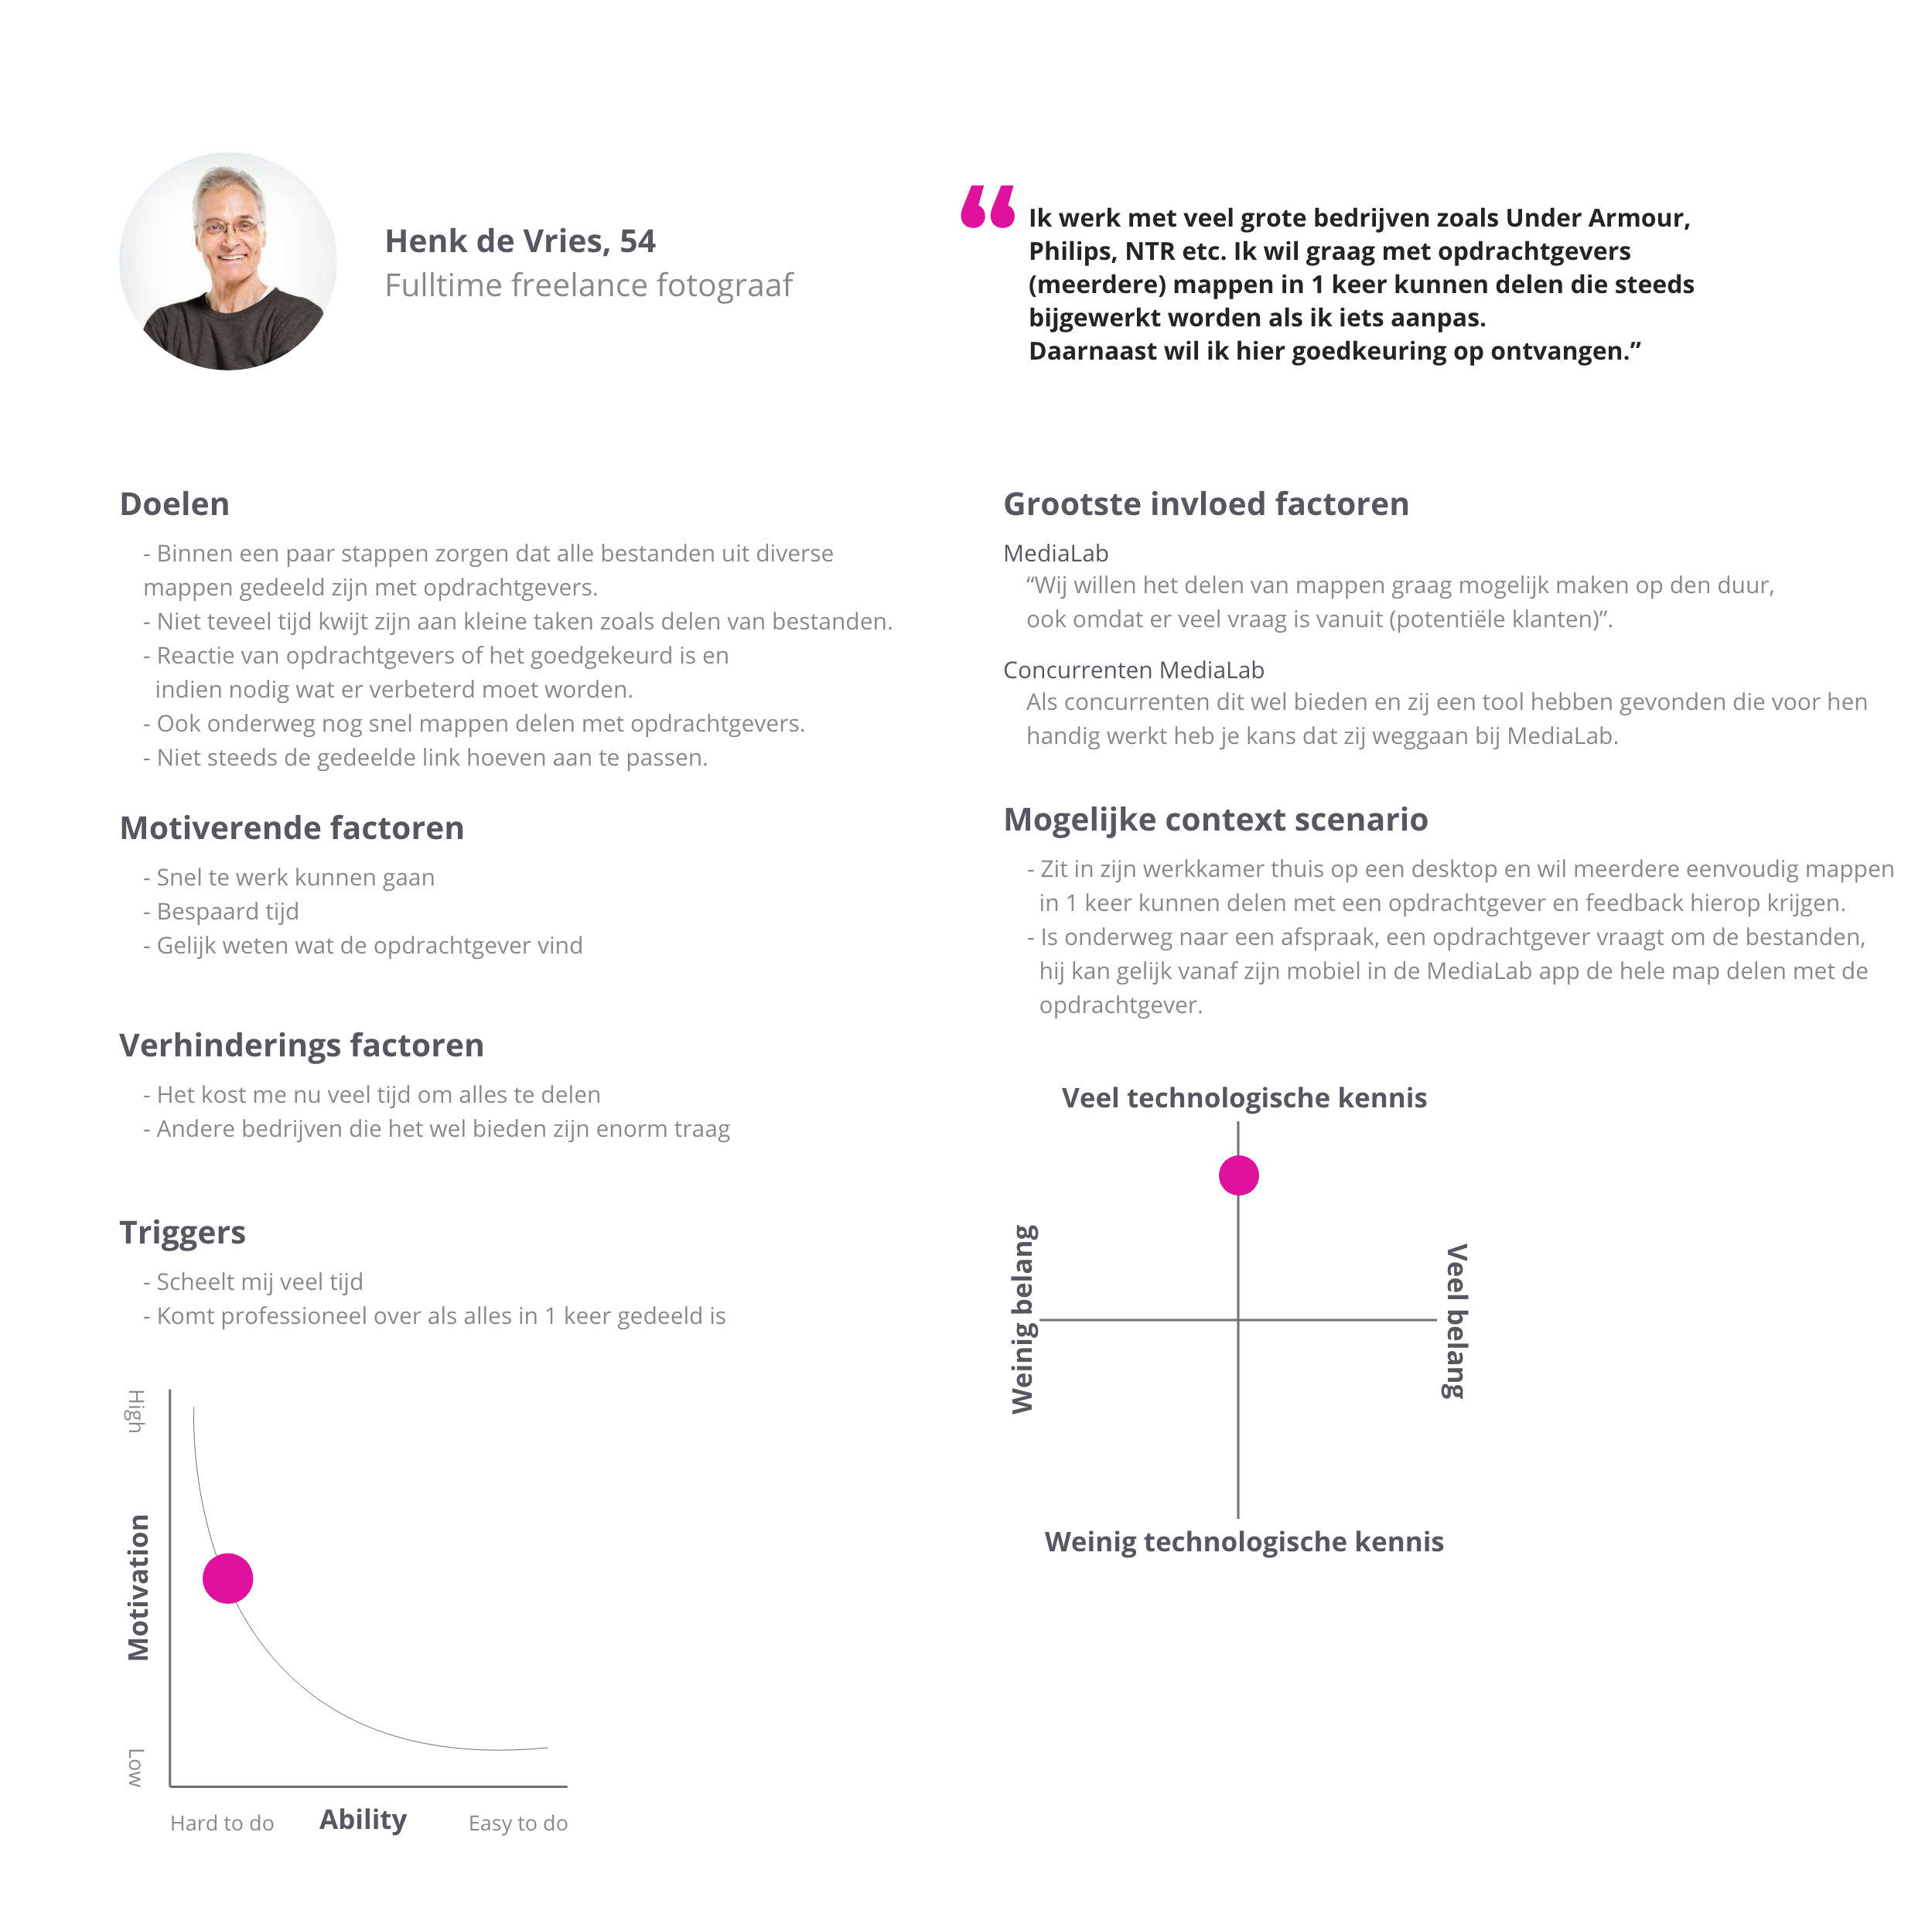 Henk de Vries, 54
Fulltime freelance fotograaf
“ Ik werk met veel grote bedrijven zoals Under Armour,
Philips, NTR etc. Ik wil graag met opdrachtgevers
(meerdere) mappen in 1 keer kunnen delen die steeds
bijgewerkt worden als ik iets aanpas.
Daarnaast wil ik hier goedkeuring op ontvangen.”
Doelen
- Binnen een paar stappen zorgen dat alle bestanden uit diverse
mappen gedeeld zijn met opdrachtgevers.
- Niet teveel tijd kwijt zijn aan kleine taken zoals delen van bestanden.
- Reactie van opdrachtgevers of het goedgekeurd is en
indien nodig wat er verbeterd moet worden.
- Ook onderweg nog snel mappen delen met opdrachtgevers.
- Niet steeds de gedeelde link hoeven aan te passen.
Motiverende factoren
- Snel te werk kunnen gaan
- Bespaard tijd
- Gelijk weten wat de opdrachtgever vind
Verhinderings factoren
- Het kost me nu veel tijd om alles te delen
- Andere bedrijven die het wel bieden zijn enorm traag
Triggers
- Scheelt mij veel tijd
- Komt professioneel over als alles in 1 keer gedeeld is
High
Motivation
Low
Hard to do
Ability
Easy to do
Grootste invloed factoren
MediaLab
“Wij willen het delen van mappen graag mogelijk maken op den duur,
ook omdat er veel vraag is vanuit (potentiële klanten)”.
Concurrenten MediaLab
Als concurrenten dit wel bieden en zij een tool hebben gevonden die voor hen
handig werkt heb je kans dat zij weggaan bij MediaLab.
Mogelijke context scenario
- Zit in zijn werkkamer thuis op een desktop en wil meerdere eenvoudig mappen
in 1 keer kunnen delen met een opdrachtgever en feedback hierop krijgen.
- Is onderweg naar een afspraak, een opdrachtgever vraagt om de bestanden,
hij kan gelijk vanaf zijn mobiel in de MediaLab app de hele map delen met de
opdrachtgever.
Veel technologische kennis
Weinig belang
Veel belang
Weinig technologische kennis